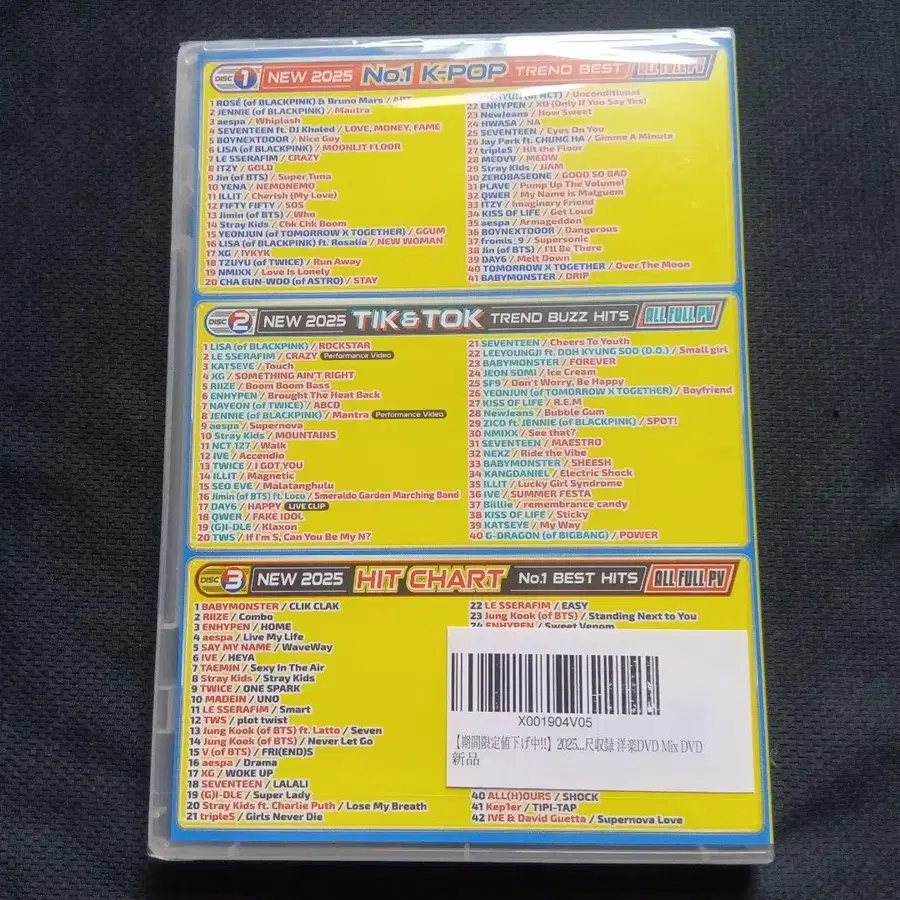 DISC 1 NEW 2025 No.1 K-POP TREND BEST ALL FULL PV
1 ROSÉ (of BLACKPINK) & Bruno Mars / APT.
2 JENNIE (of BLACKPINK) / Mantra
3 aespa / Whiplash
4 SEVENTEEN ft. DJ Khaled / LOVE, MONEY, FAME
5 BOYNEXTDOOR / Nice Guy
6 LISA (of BLACKPINK) / MOONLIT FLOOR
7 LE SSERAFIM / CRAZY
8 ITZY / GOLD
9 Jin (of BTS) / Super Tuna
10 YENA / NEMONEMO
11 ILLIT / Cherish (My Love)
12 FIFTY FIFTY / SOS
13 Jimin (of BTS) / Who
14 Stray Kids / Chk Chk Boom
15 YEONJUN (of TOMORROW X TOGETHER) / GGUM
16 LISA (of BLACKPINK) ft. Rosalía / NEW WOMAN
17 XG / IYKYK
18 TZUYU (of TWICE) / Run Away
19 NMIXX / Love Is Lonely
20 CHA EUN-WOO (of ASTRO) / STAY
(of NCT) / Unconditional
22 ENHYPEN / XO (Only If You Say Yes)
23 NewJeans / How Sweet
24 HWASA / NA
25 SEVENTEEN / Eyes On You
26 Jay Park ft. CHUNG HA / Gimme A Minute
27 tripleS / Hit the Floor
28 MEOVV / MEOW
29 Stray Kids / JJAM
30 ZEROBASEONE / GOOD SO BAD
31 PLAVE / Pump Up The Volume!
32 QWER / My Name is Malguem
33 ITZY / Imaginary Friend
34 KISS OF LIFE / Get Loud
35 aespa / Armageddon
36 BOYNEXTDOOR / Dangerous
37 fromis_9 / Supersonic
38 Jin (of BTS) / I'll Be There
39 DAY6 / Melt Down
40 TOMORROW X TOGETHER / Over The Moon
41 BABYMONSTER / DRIP
DISC 2 NEW 2025 TIK & TOK TREND BUZZ HITS ALL FULL PV
1 LISA (of BLACKPINK) / ROCKSTAR
2 LE SSERAFIM / CRAZY Performance Video
3 KATSEYE / Touch
4 XG / SOMETHING AIN'T RIGHT
5 RIIZE / Boom Boom Bass
6 ENHYPEN / Brought The Heat Back
7 NAYEON (of TWICE) / ABCD
8 JENNIE (of BLACKPINK) / Mantra Performance Video
9 aespa / Supernova
10 Stray Kids / MOUNTAINS
11 NCT 127 / Walk
12 IVE / Accendio
13 TWICE / I GOT YOU
14 ILLIT / Magnetic
15 SEO EVE / Malatanghulu
16 Jimin (of BTS) ft. Loco / Smeraldo Garden Marching Band
17 DAY6 / HAPPY LIVE CLIP
18 QWER / FAKE IDOL
19 (G)I-DLE / Klaxon
20 TWS / If I'm S, Can You Be My N?
21 SEVENTEEN / Cheers To Youth
22 LEEYOUNGJI ft. DOH KYUNG SOO (D.O.) / Small girl
23 BABYMONSTER / FOREVER
24 JEON SOMI / Ice Cream
25 SF9 / Don't Worry, Be Happy
26 YEONJUN (of TOMORROW X TOGETHER) / Boyfriend
27 KISS OF LIFE / R.E.M
28 NewJeans / Bubble Gum
29 ZICO ft. JENNIE (of BLACKPINK) / SPOT!
30 NMIXX / See that?
31 SEVENTEEN / MAESTRO
32 NEXZ / Ride the Vibe
33 BABYMONSTER / SHEESH
34 KANGDANIEL / Electric Shock
35 ILLIT / Lucky Girl Syndrome
36 IVE / SUMMER FESTA
37 Billlie / remembrance candy
38 KISS OF LIFE / Sticky
39 KATSEYE / My Way
40 G-DRAGON (of BIGBANG) / POWER
DISC 3 NEW 2025 HIT CHART No.1 BEST HITS ALL FULL PV
1 BABYMONSTER / CLIK CLAK
2 RIIZE / Combo
3 ENHYPEN / HOME
4 aespa / Live My Life
5 SAY MY NAME / WaveWay
6 IVE / HEYA
7 TAEMIN / Sexy In The Air
8 Stray Kids / Stray Kids
9 TWICE / ONE SPARK
10 MADEIN / UNO
11 LE SSERAFIM / Smart
12 TWS / plot twist
13 Jung Kook (of BTS) ft. Latto / Seven
14 Jung Kook (of BTS) / Never Let Go
15 V (of BTS) / FRI(END)S
16 aespa / Drama
17 XG / WOKE UP
18 SEVENTEEN / LALALI
19 (G)I-DLE / Super Lady
20 Stray Kids ft. Charlie Puth / Lose My Breath
21 tripleS / Girls Never Die
22 LE SSERAFIM / EASY
23 Jung Kook (of BTS) / Standing Next to You
24 ENHYPEN / Sweet Venom
X001904V05
【期間限定値下げ中!!】2025...尺収録 洋楽DVD Mix DVD
新品
40 ALL(H)OURS / SHOCK
41 Kep1er / TIPI-TAP
42 IVE & David Guetta / Supernova Love